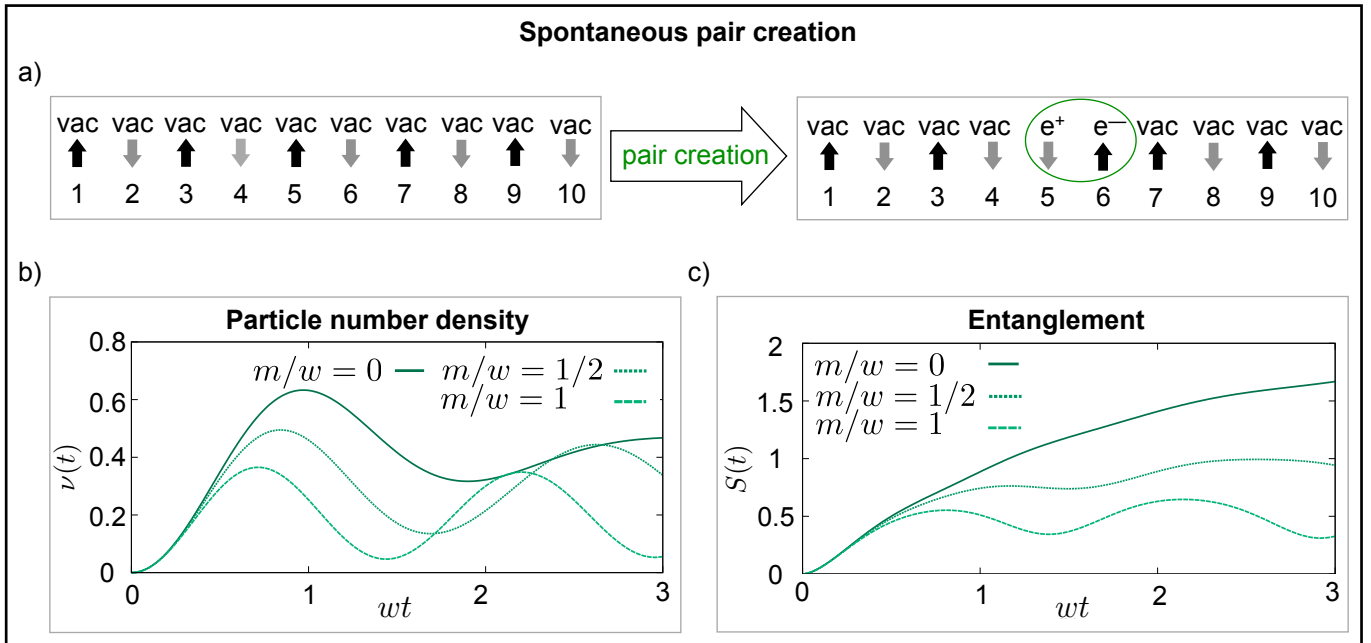 Spontaneous pair creation
a)
vac vac vac vac vac vac vac vac vac vac
1 2 3 4 5 6 7 8 9 10
pair creation
vac vac vac vac e⁺ e⁻ vac vac vac vac
1 2 3 4 5 6 7 8 9 10
b)
Particle number density
0.8
0.6
0.4
0.2
0
ν(t)
m/w = 0
m/w = 1/2
m/w = 1
0 1 2 3
wt
c)
Entanglement
2
1.5
1
0.5
0
S(t)
m/w = 0
m/w = 1/2
m/w = 1
0 1 2 3
wt